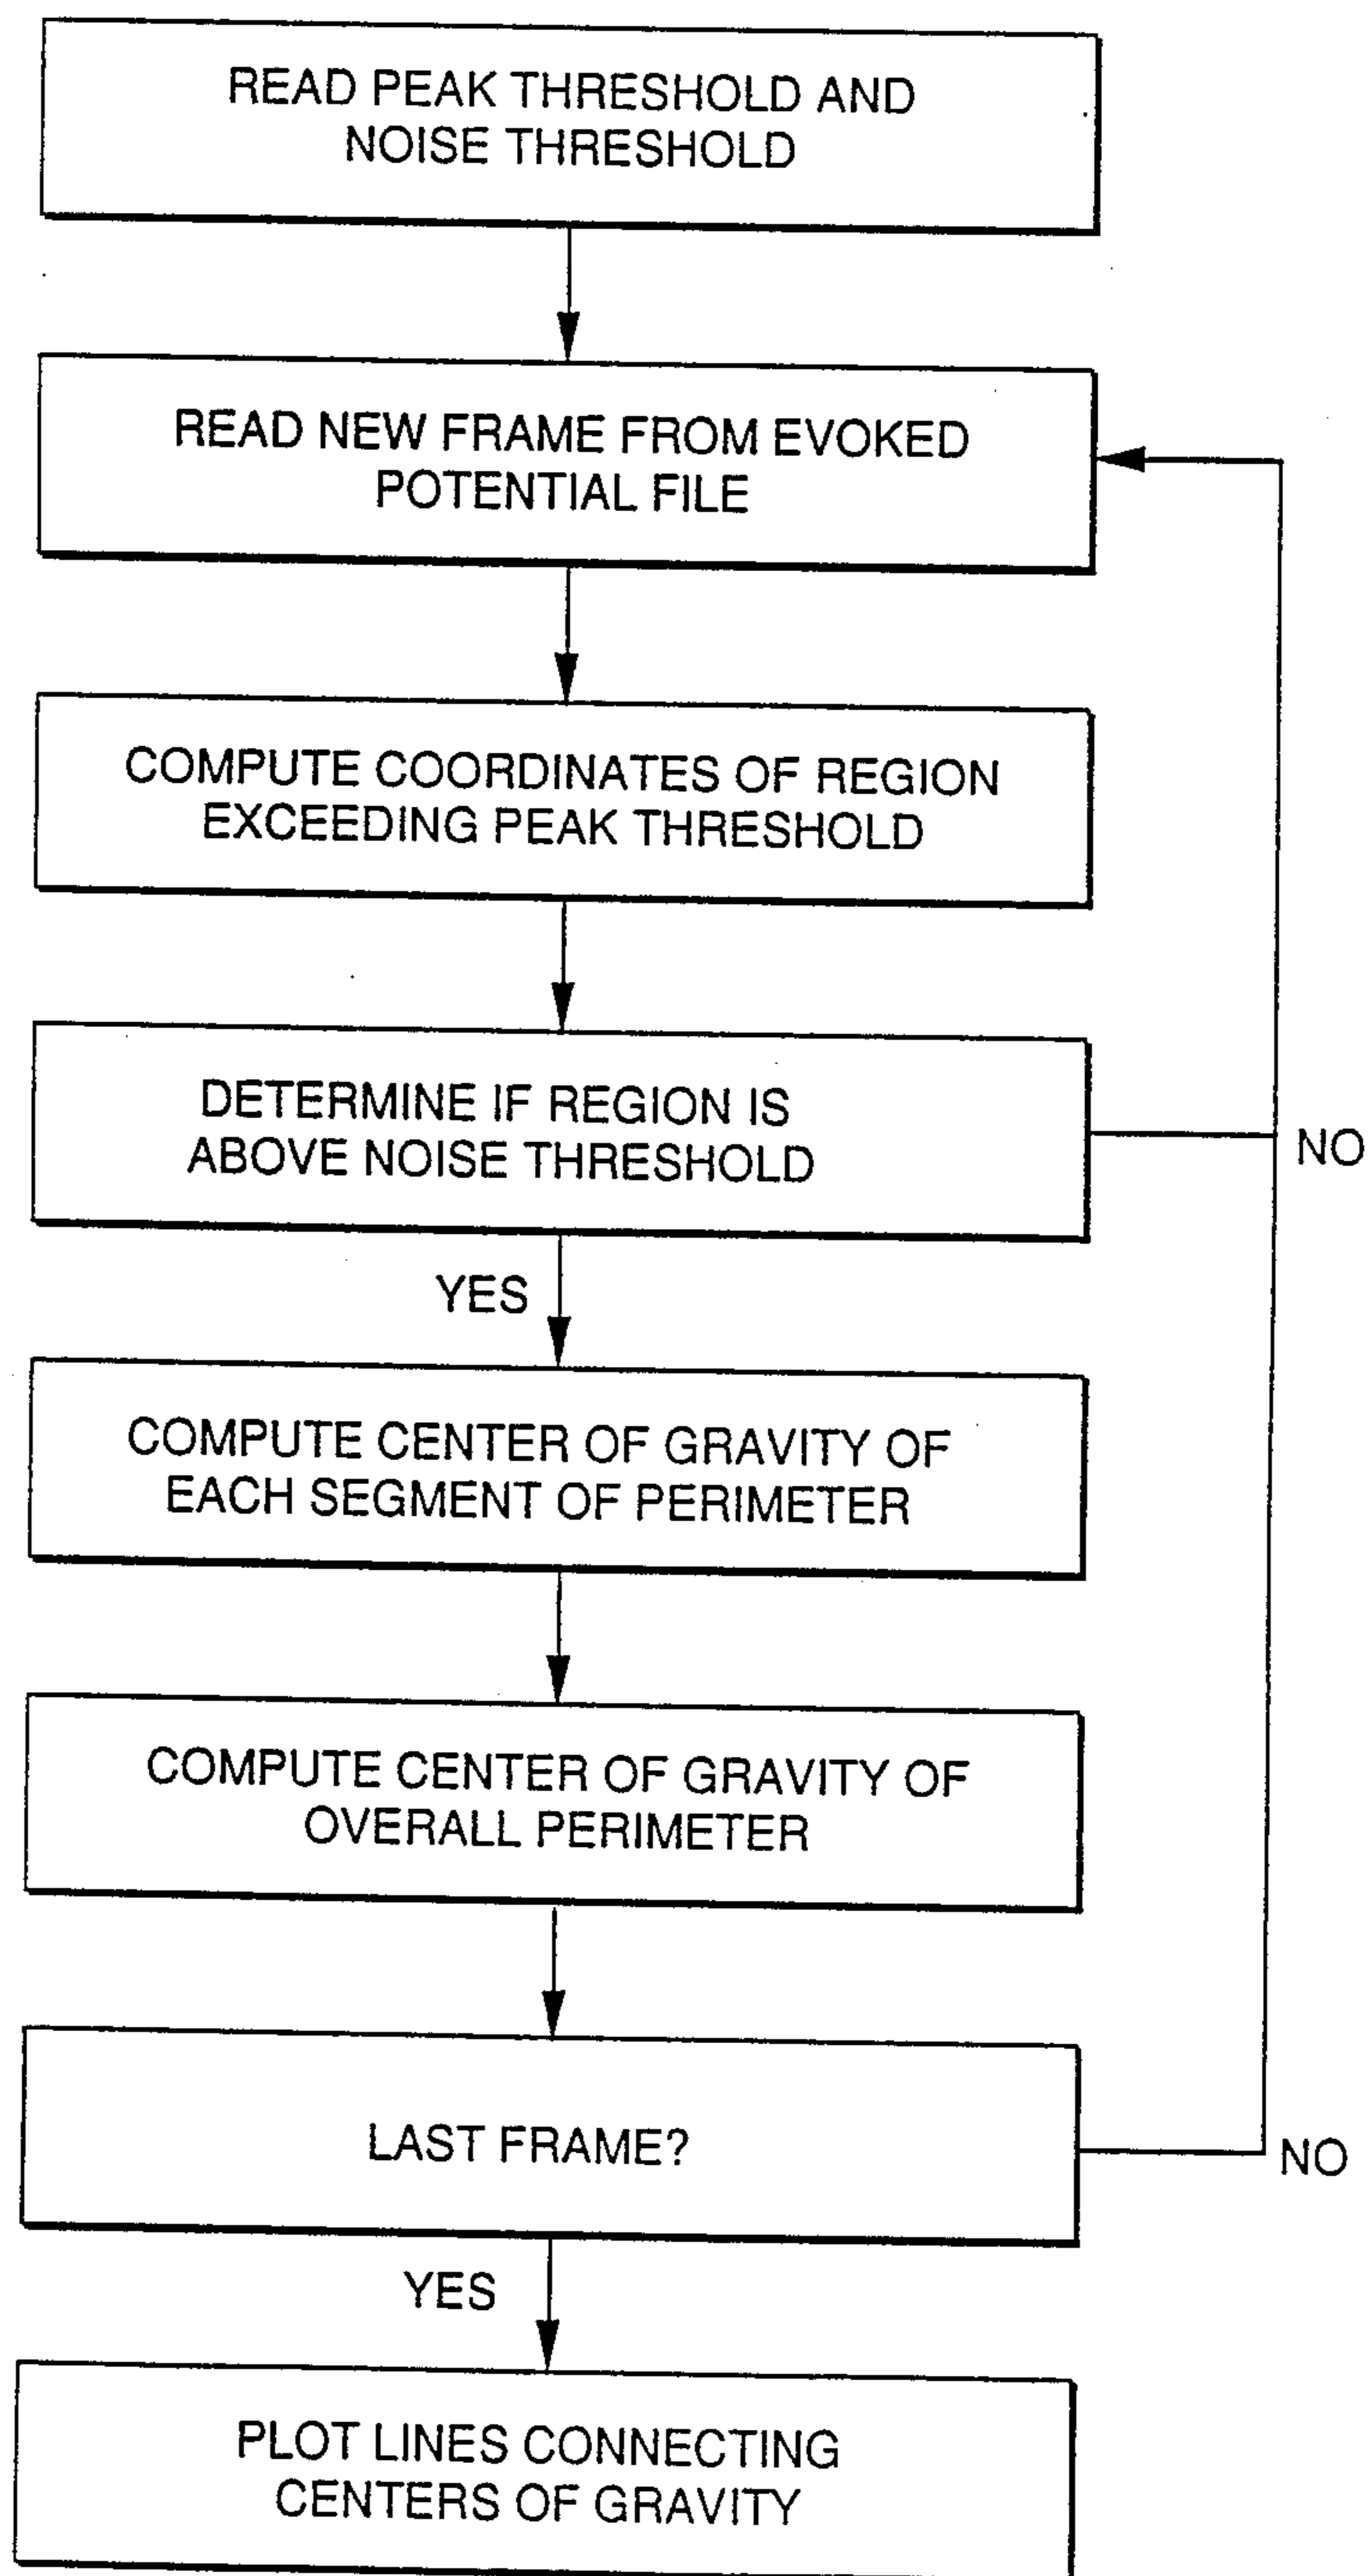 READ PEAK THRESHOLD AND
NOISE THRESHOLD
READ NEW FRAME FROM EVOKED
POTENTIAL FILE
COMPUTE COORDINATES OF REGION
EXCEEDING PEAK THRESHOLD
DETERMINE IF REGION IS
ABOVE NOISE THRESHOLD
NO
YES
COMPUTE CENTER OF GRAVITY OF
EACH SEGMENT OF PERIMETER
COMPUTE CENTER OF GRAVITY OF
OVERALL PERIMETER
LAST FRAME?
NO
YES
PLOT LINES CONNECTING
CENTERS OF GRAVITY